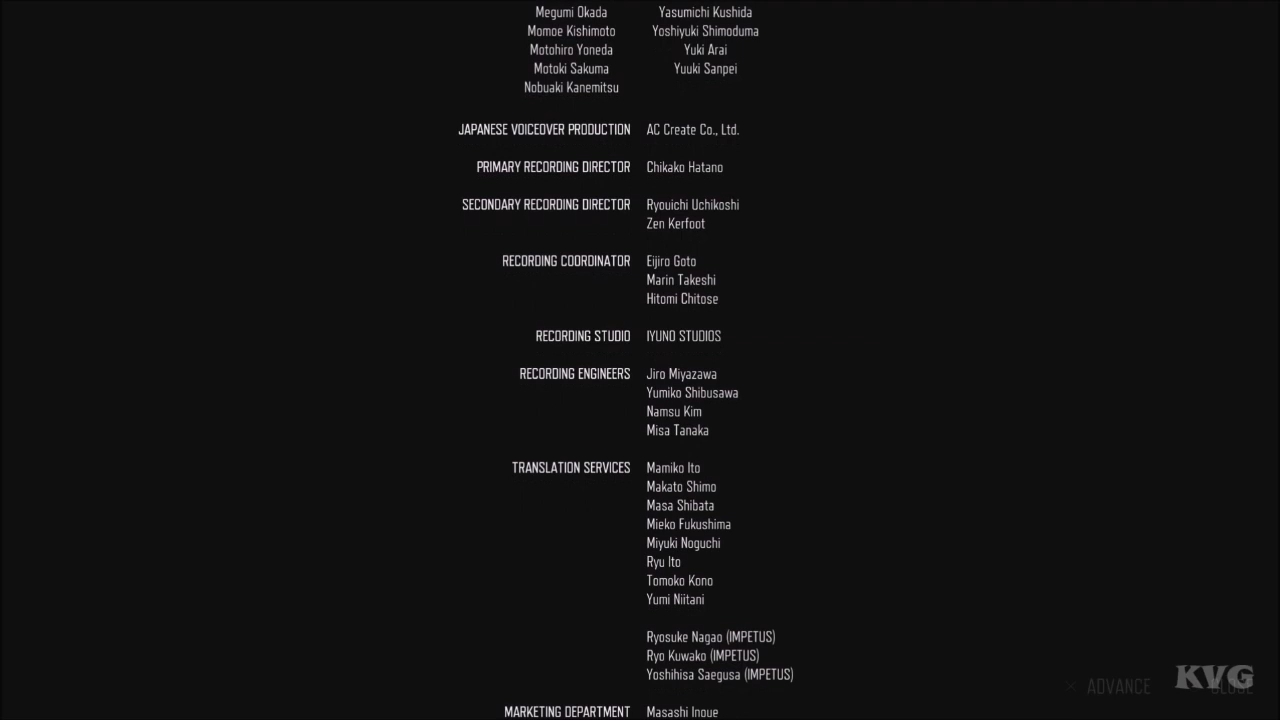 Megumi Okada Yasumichi Kushida
Momoe Kishimoto Yoshiyuki Shimoduma
Motohiro Yoneda Yuki Arai
Motoki Sakuma Yuuki Sanpei
Nobuaki Kanemitsu
JAPANESE VOICEOVER PRODUCTION AC Create Co., Ltd.
PRIMARY RECORDING DIRECTOR Chikako Hatano
SECONDARY RECORDING DIRECTOR Ryouichi Uchikoshi
Zen Kerfoot
RECORDING COORDINATOR Eijiro Goto
Marin Takeshi
Hitomi Chitose
RECORDING STUDIO IYUNO STUDIOS
RECORDING ENGINEERS Jiro Miyazawa
Yumiko Shibusawa
Namsu Kim
Misa Tanaka
TRANSLATION SERVICES Mamiko Ito
Makato Shimo
Masa Shibata
Mieko Fukushima
Miyuki Noguchi
Ryu Ito
Tomoko Kono
Yumi Niitani
Ryosuke Nagao (IMPETUS)
Ryo Kuwako (IMPETUS)
Yoshihisa Saegusa (IMPETUS)
ADVANCE CLOSE
KVG
MARKETING DEPARTMENT Masashi Inoue